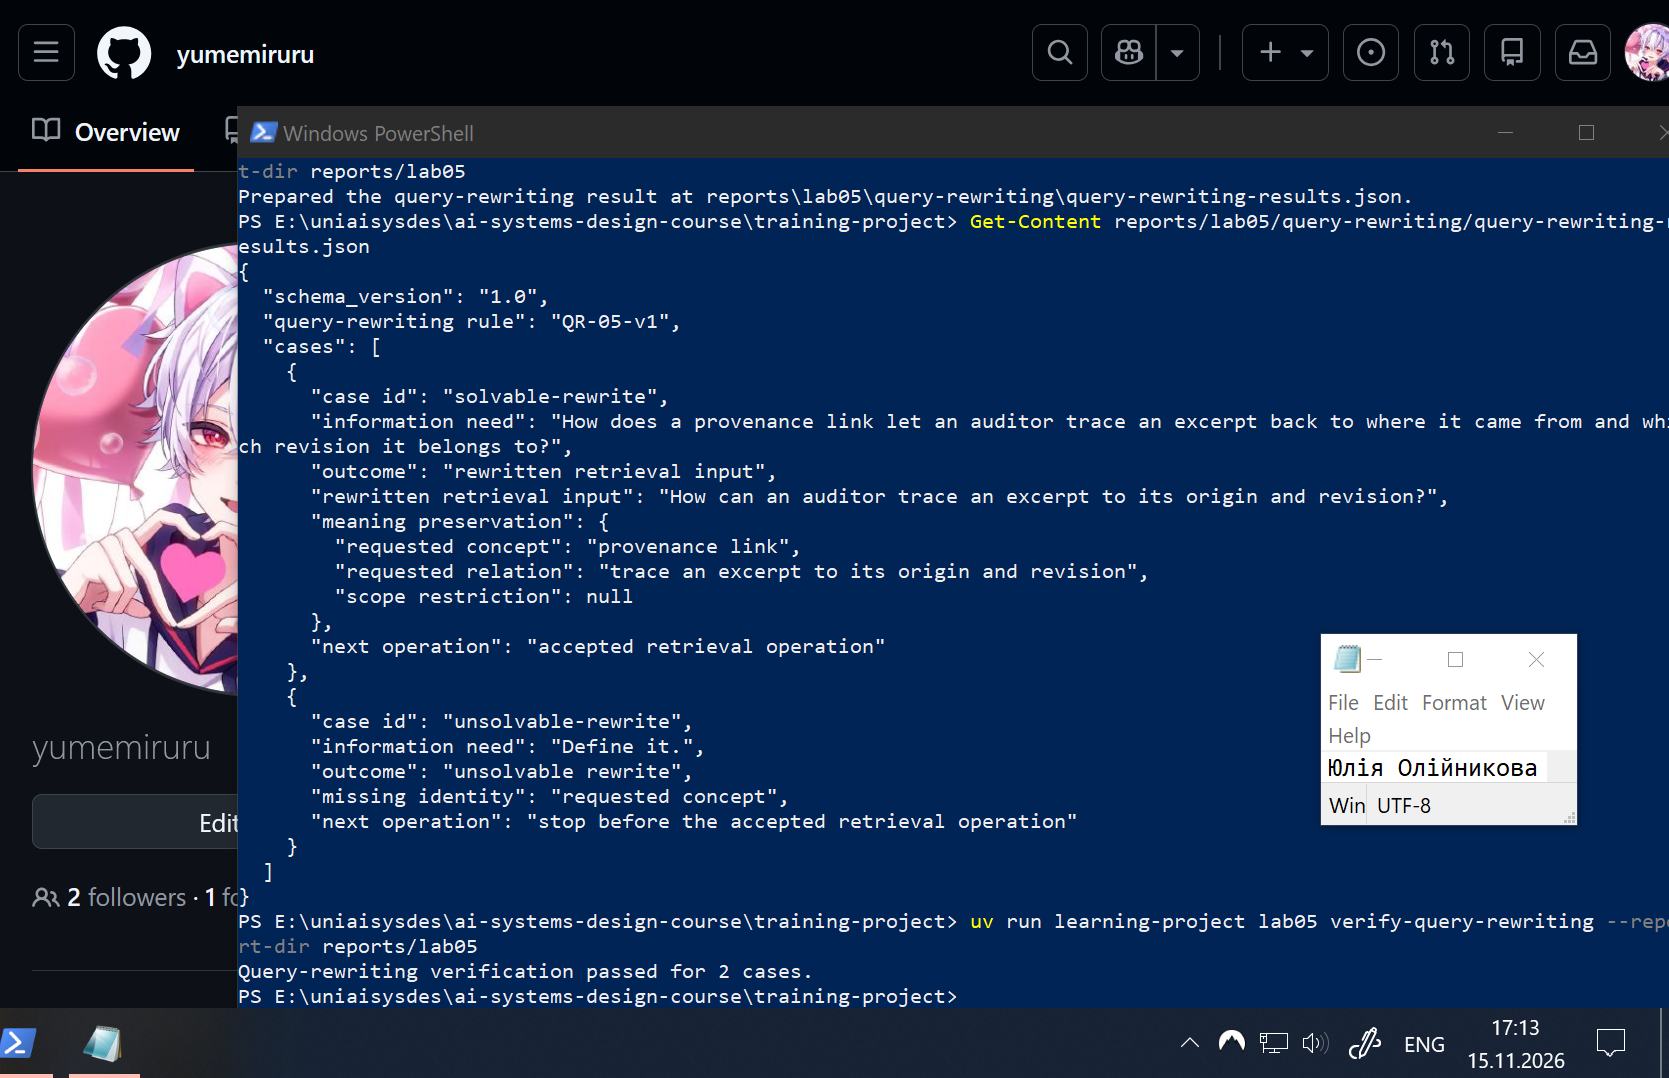 yumemiruru
Overview
Windows PowerShell
t-dir reports/lab05
Prepared the query-rewriting result at reports\lab05\query-rewriting\query-rewriting-results.json.
PS E:\uniaisysdes\ai-systems-design-course\training-project> Get-Content reports/lab05/query-rewriting/query-rewriting-r
esults.json
{
"schema_version": "1.0",
"query-rewriting rule": "QR-05-v1",
"cases": [
{
"case id": "solvable-rewrite",
"information need": "How does a provenance link let an auditor trace an excerpt back to where it came from and whi
ch revision it belongs to?",
"outcome": "rewritten retrieval input",
"rewritten retrieval input": "How can an auditor trace an excerpt to its origin and revision?",
"meaning preservation": {
"requested concept": "provenance link",
"requested relation": "trace an excerpt to its origin and revision",
"scope restriction": null
},
"next operation": "accepted retrieval operation"
},
{
"case id": "unsolvable-rewrite",
"information need": "Define it.",
"outcome": "unsolvable rewrite",
"missing identity": "requested concept",
"next operation": "stop before the accepted retrieval operation"
}
]
}
PS E:\uniaisysdes\ai-systems-design-course\training-project> uv run learning-project lab05 verify-query-rewriting --repo
rt-dir reports/lab05
Query-rewriting verification passed for 2 cases.
PS E:\uniaisysdes\ai-systems-design-course\training-project>
File Edit Format View
Help
Юлія Олійникова
Win UTF-8
yumemiruru
Edit
2 followers · 1 fo
ENG
17:13
15.11.2026